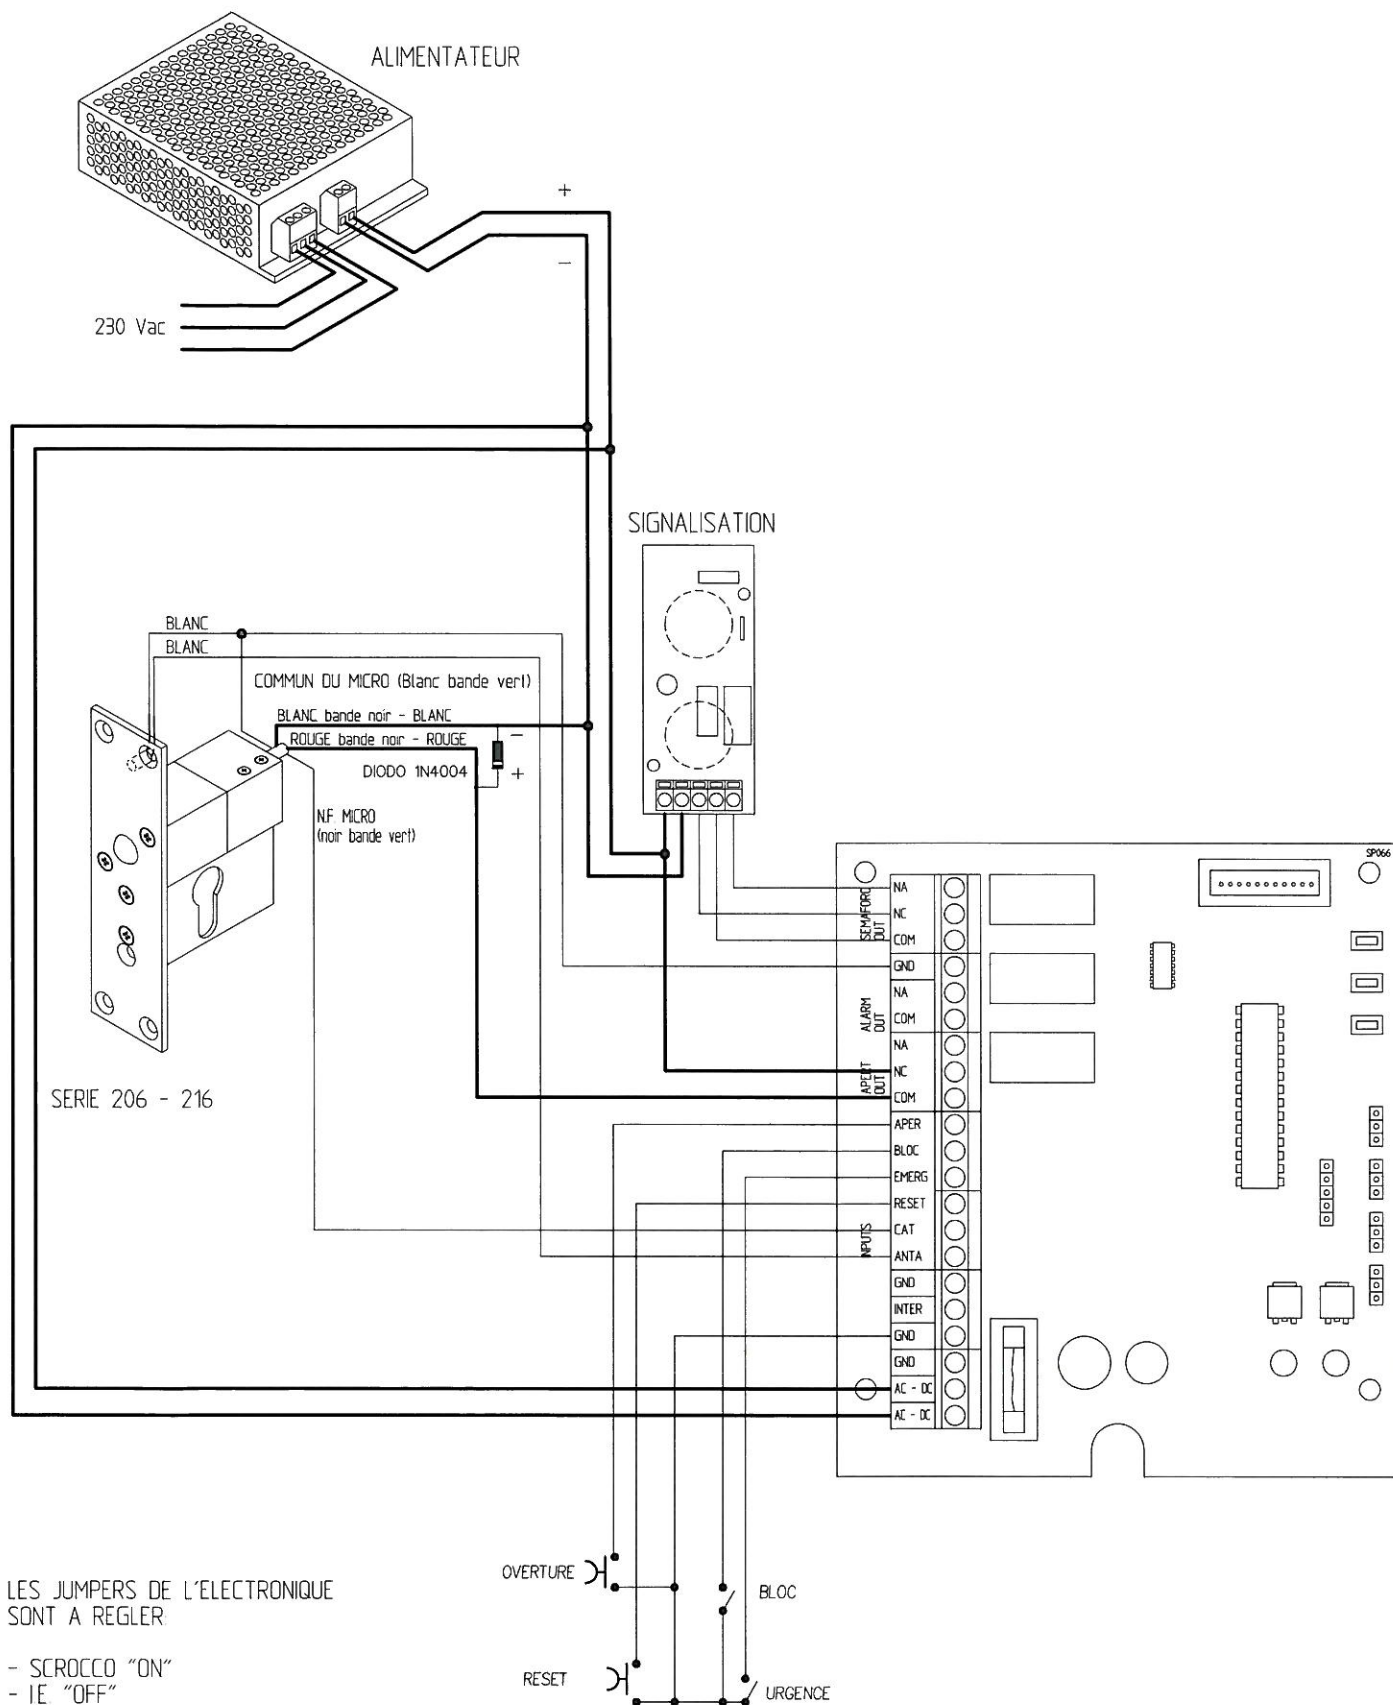 ALIMENTATEUR
+
-
230 Vac
SIGNALISATION
BLANC
BLANC
COMMUN DU MICRO (Blanc bande vert)
BLANC bande noir - BLANC
ROUGE bande noir - ROUGE
-
DIODO 1N4004
+
N.F. MICRO
(noir bande vert)
SERIE 206 - 216
SP066
SEMAFORO
OUT
NA
NC
COM
GND
ALARM
OUT
NA
COM
APERT
OUT
NA
NC
COM
INPUTS
APER
BLOC
EMERG
RESET
CAT
ANTA
GND
INTER
GND
GND
AC - DC
AC - DC
OVERTURE
BLOC
RESET
URGENCE
LES JUMPERS DE L'ELECTRONIQUE
SONT A REGLER
- SCROCCO "ON"
- I.E. "OFF"